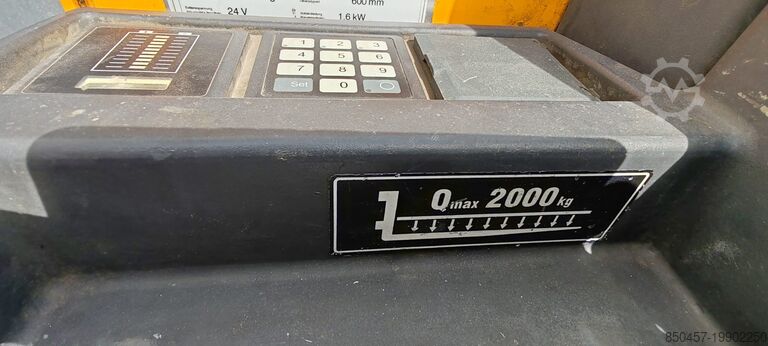 600 mm
24 V
1.6 kW
1 2 3
4 5 6
7 8 9
Set 0
Qmax 2000 kg
850457-19902250